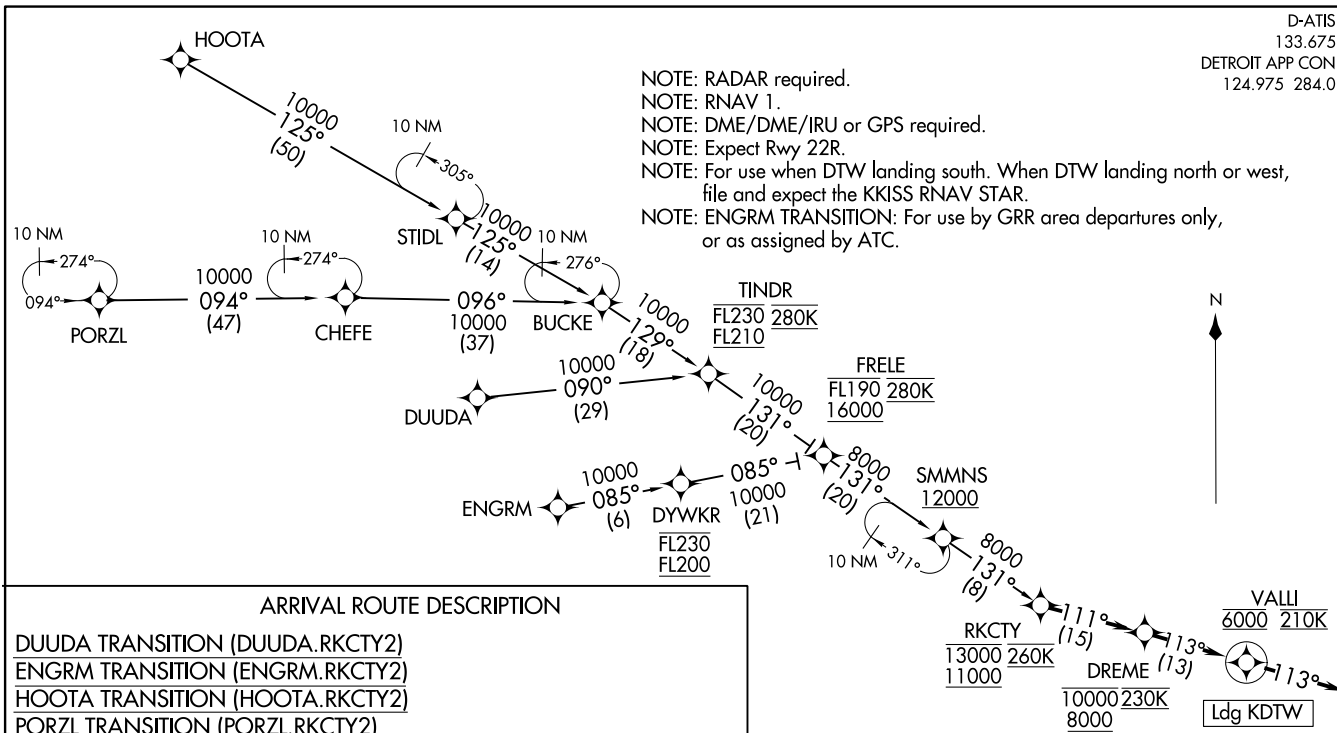 D-ATIS
133.675
DETROIT APP CON
124.975 284.0
NOTE: RADAR required.
NOTE: RNAV 1.
NOTE: DME/DME/IRU or GPS required.
NOTE: Expect Rwy 22R.
NOTE: For use when DTW landing south. When DTW landing north or west,
file and expect the KKISS RNAV STAR.
NOTE: ENGRM TRANSITION: For use by GRR area departures only,
or as assigned by ATC.
HOOTA
10000
125°
(50)
10 NM
305°
STIDL
10000
125°
(14)
10 NM
274°
094°
PORZL
10000
094°
(47)
10 NM
274°
CHEFE
096°
10000
(37)
10 NM
276°
BUCKE
10000
129°
(18)
TINDR
FL230 280K
FL210
DUUDA
10000
090°
(29)
10000
131°
(20)
FRELE
FL190 280K
16000
ENGRM
10000
085°
(6)
DYWKR
FL230
FL200
085°
10000
(21)
8000
131°
(20)
SMMNS
12000
10 NM
311°
8000
131°
(8)
RKCTY
13000 260K
11000
111°
(15)
DREME
10000 230K
8000
113°
(13)
VALLI
6000 210K
113°
Ldg KDTW
N
ARRIVAL ROUTE DESCRIPTION
DUUDA TRANSITION (DUUDA.RKCTY2)
ENGRM TRANSITION (ENGRM.RKCTY2)
HOOTA TRANSITION (HOOTA.RKCTY2)
PORZL TRANSITION (PORZL.RKCTY2)